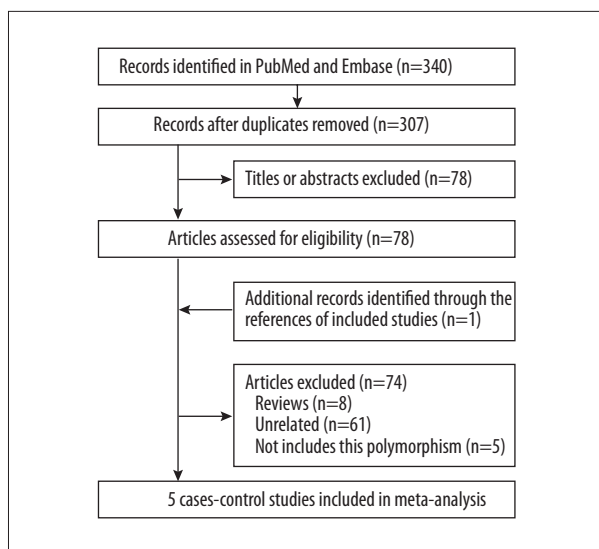 Records identified in PubMed and Embase (n=340)
Records after duplicates removed (n=307)
Titles or abstracts excluded (n=78)
Articles assessed for eligibility (n=78)
Additional records identified through the
references of included studies (n=1)
Articles excluded (n=74)
Reviews (n=8)
Unrelated (n=61)
Not includes this polymorphism (n=5)
5 cases-control studies included in meta-analysis